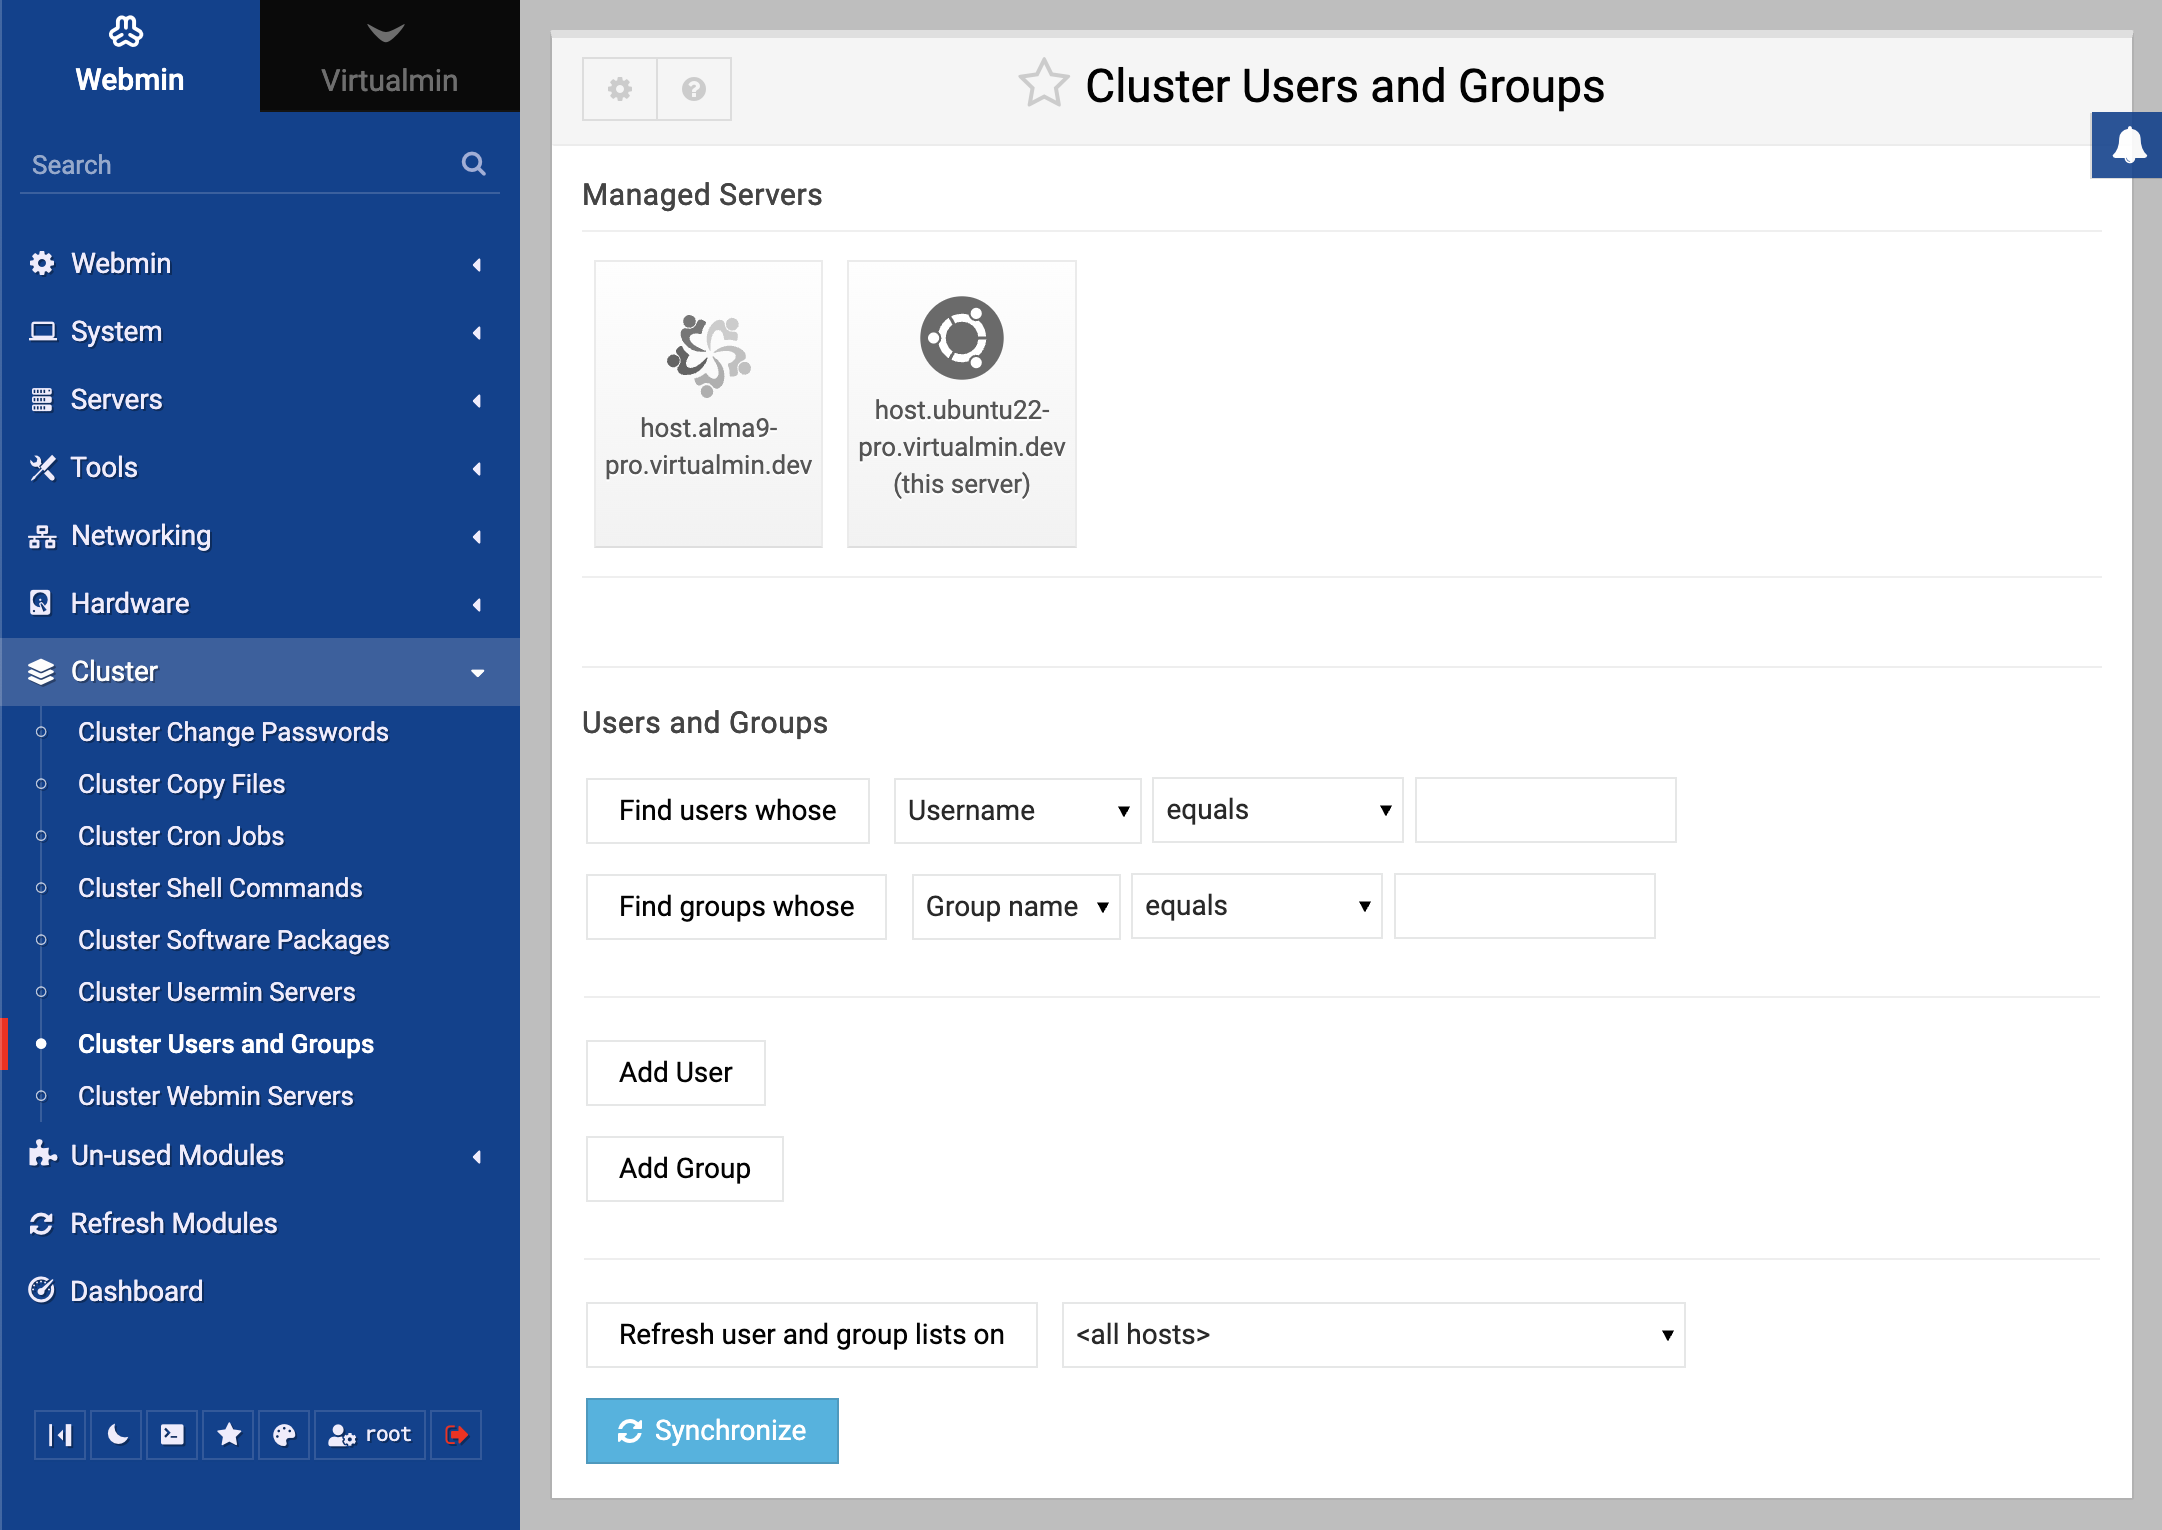 Webmin
Virtualmin
Search
Webmin
System
Servers
Tools
Networking
Hardware
Cluster
Cluster Change Passwords
Cluster Copy Files
Cluster Cron Jobs
Cluster Shell Commands
Cluster Software Packages
Cluster Usermin Servers
Cluster Users and Groups
Cluster Webmin Servers
Un-used Modules
Refresh Modules
Dashboard
root
Cluster Users and Groups
Managed Servers
host.alma9-
pro.virtualmin.dev
host.ubuntu22-
pro.virtualmin.dev
(this server)
Users and Groups
Find users whose Username equals
Find groups whose Group name equals
Add User
Add Group
Refresh user and group lists on <all hosts>
Synchronize